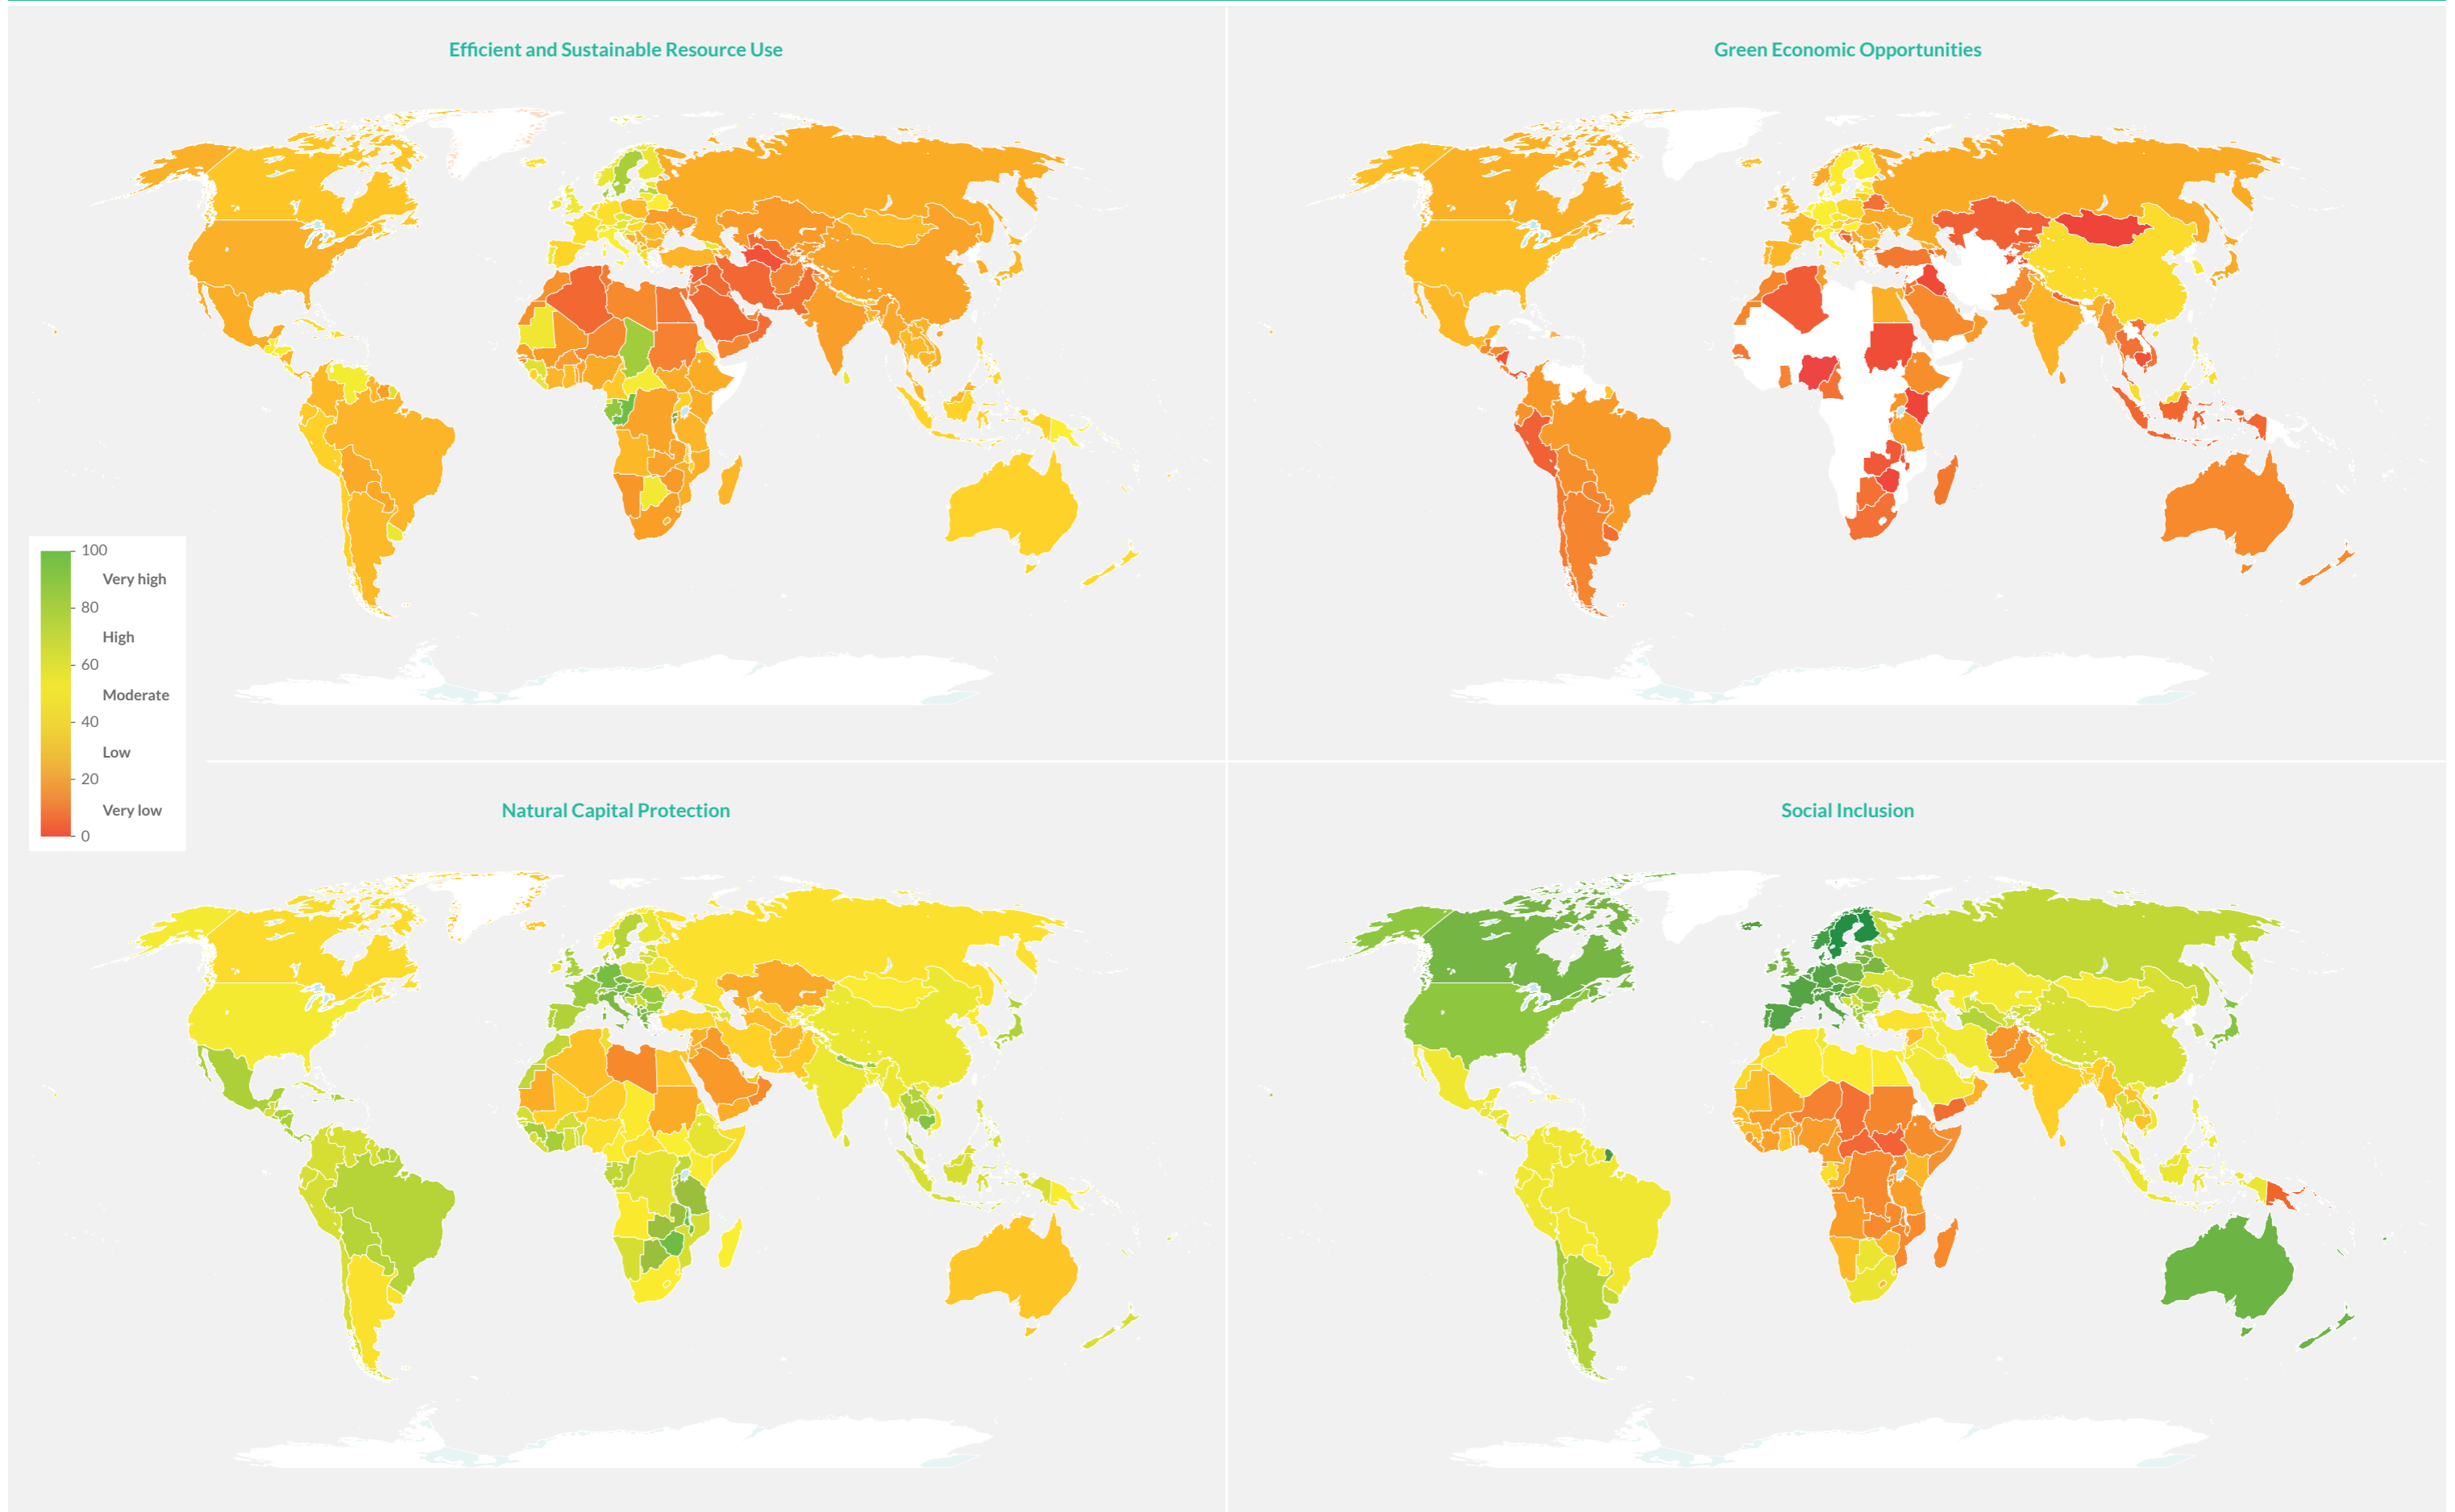 Efficient and Sustainable Resource Use
Green Economic Opportunities
100
Very high
80
High
60
Moderate
40
Low
20
Very low
0
Natural Capital Protection
Social Inclusion